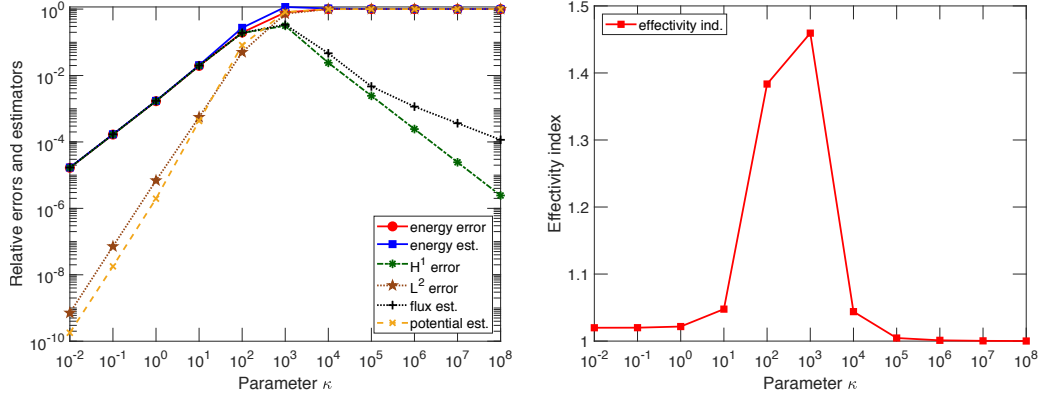 Relative errors and estimators
10^0
10^-2
10^-4
10^-6
10^-8
10^-10
energy error
energy est.
H^1 error
L^2 error
flux est.
potential est.
10^-2 10^-1 10^0 10^1 10^2 10^3 10^4 10^5 10^6 10^7 10^8
Parameter κ
Effectivity index
1.5
1.4
1.3
1.2
1.1
1
effectivity ind.
10^-2 10^-1 10^0 10^1 10^2 10^3 10^4 10^5 10^6 10^7 10^8
Parameter κ